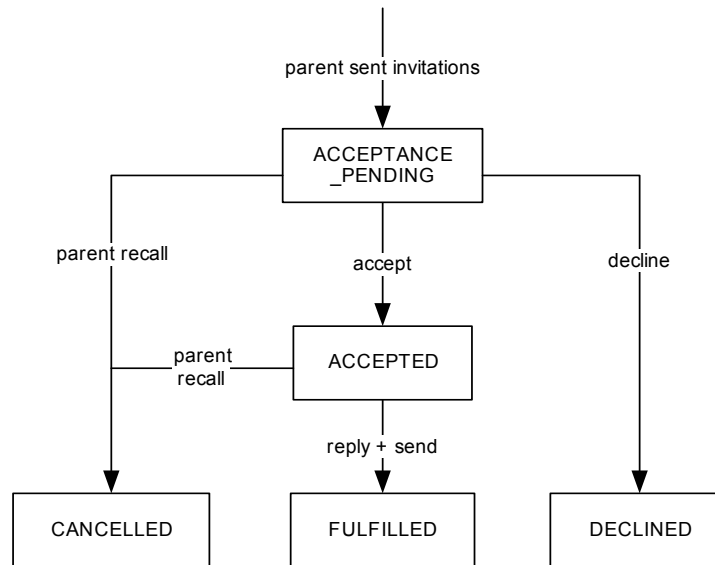 parent sent invitations
ACCEPTANCE
_PENDING
parent recall
accept
decline
parent
recall
ACCEPTED
reply + send
CANCELLED
FULFILLED
DECLINED